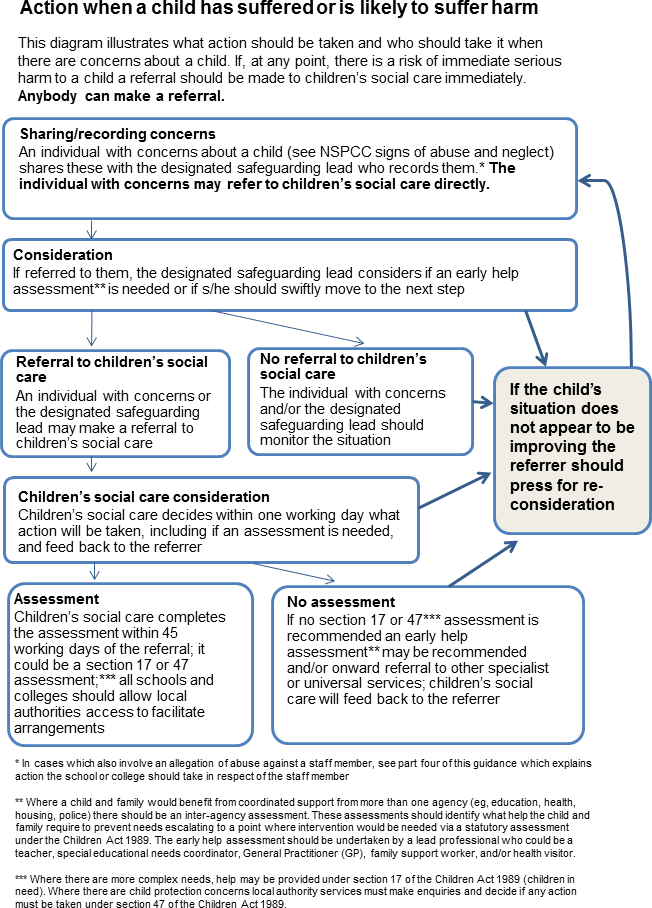 Action when a child has suffered or is likely to suffer harm
This diagram illustrates what action should be taken and who should take it when
there are concerns about a child. If, at any point, there is a risk of immediate serious
harm to a child a referral should be made to children's social care immediately.
Anybody can make a referral.
Sharing/recording concerns
An individual with concerns about a child (see NSPCC signs of abuse and neglect)
shares these with the designated safeguarding lead who records them.* The
individual with concerns may refer to children's social care directly.
Consideration
If referred to them, the designated safeguarding lead considers if an early help
assessment** is needed or if s/he should swiftly move to the next step
Referral to children's social
care
An individual with concerns or
the designated safeguarding
lead may make a referral to
children's social care
No referral to children's
social care
The individual with concerns
and/or the designated
safeguarding lead should
monitor the situation
If the child's
situation does
not appear to be
improving the
referrer should
press for re-
consideration
Children's social care consideration
Children's social care decides within one working day what
action will be taken, including if an assessment is needed,
and feed back to the referrer
Assessment
Children's social care completes
the assessment within 45
working days of the referral; it
could be a section 17 or 47
assessment;*** all schools and
colleges should allow local
authorities access to facilitate
arrangements
No assessment
If no section 17 or 47*** assessment is
recommended an early help
assessment** may be recommended
and/or onward referral to other specialist
or universal services; children's social
care will feed back to the referrer
* In cases which also involve an allegation of abuse against a staff member, see part four of this guidance which explains
action the school or college should take in respect of the staff member
** Where a child and family would benefit from coordinated support from more than one agency (eg, education, health,
housing, police) there should be an inter-agency assessment. These assessments should identify what help the child and
family require to prevent needs escalating to a point where intervention would be needed via a statutory assessment
under the Children Act 1989. The early help assessment should be undertaken by a lead professional who could be a
teacher, special educational needs coordinator, General Practitioner (GP), family support worker, and/or health visitor.
*** Where there are more complex needs, help may be provided under section 17 of the Children Act 1989 (children in
need). Where there are child protection concerns local authority services must make enquiries and decide if any action
must be taken under section 47 of the Children Act 1989.